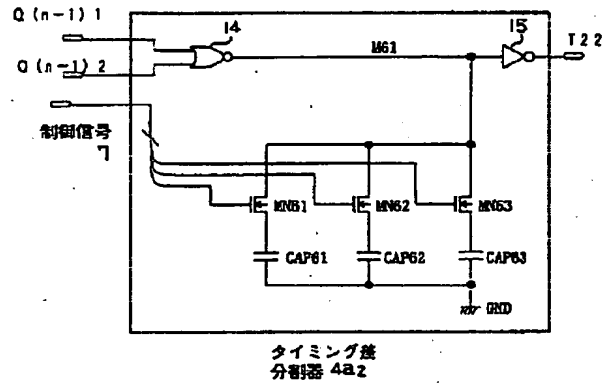 Q(n-1)1
14
M61
15
T22
Q(n-1)2
制御信号
7
MN61
MN62
MN63
CAP61
CAP62
CAP63
GND
タイミング差
分割器 4a2